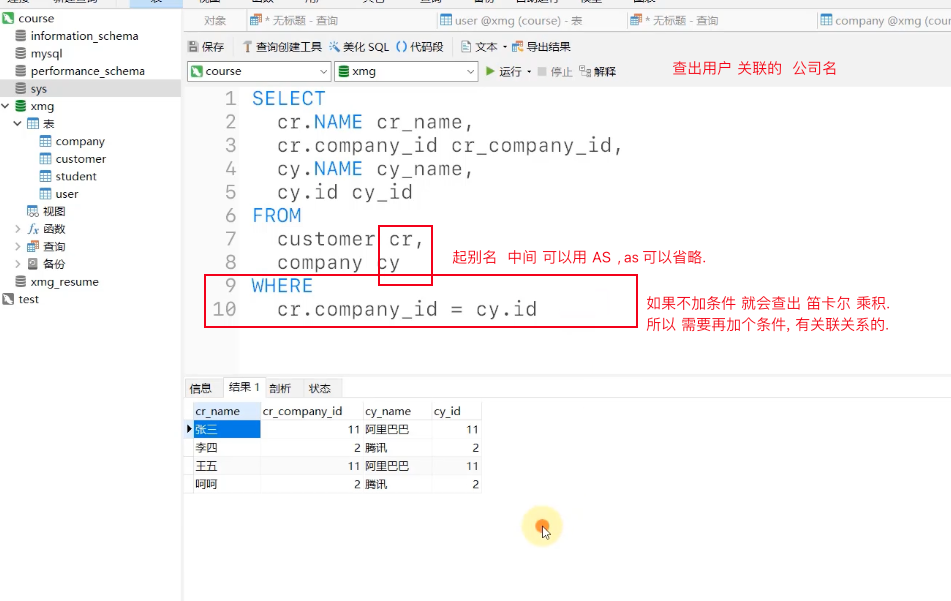 course
information_schema
mysql
performance_schema
sys
xmg
表
company
customer
student
user
视图
fx 函数
查询
备份
xmg_resume
test
对象 * 无标题 - 查询 user @xmg (course) - 表 * 无标题 - 查询 company @xmg (cour
保存 查询创建工具 美化 SQL () 代码段 文本 导出结果
course xmg 运行 停止 解释
查出用户 关联的 公司名
1 SELECT
2 cr.NAME cr_name,
3 cr.company_id cr_company_id,
4 cy.NAME cy_name,
5 cy.id cy_id
6 FROM
7 customer cr,
8 company cy
起别名 中间 可以用 AS , as 可以省略.
9 WHERE
10 cr.company_id = cy.id
如果不加条件 就会查出 笛卡尔 乘积.
所以 需要再加个条件, 有关联关系的.
信息 结果 1 剖析 状态
cr_name cr_company_id cy_name cy_id
张三 11 阿里巴巴 11
李四 2 腾讯 2
王五 11 阿里巴巴 11
呵呵 2 腾讯 2